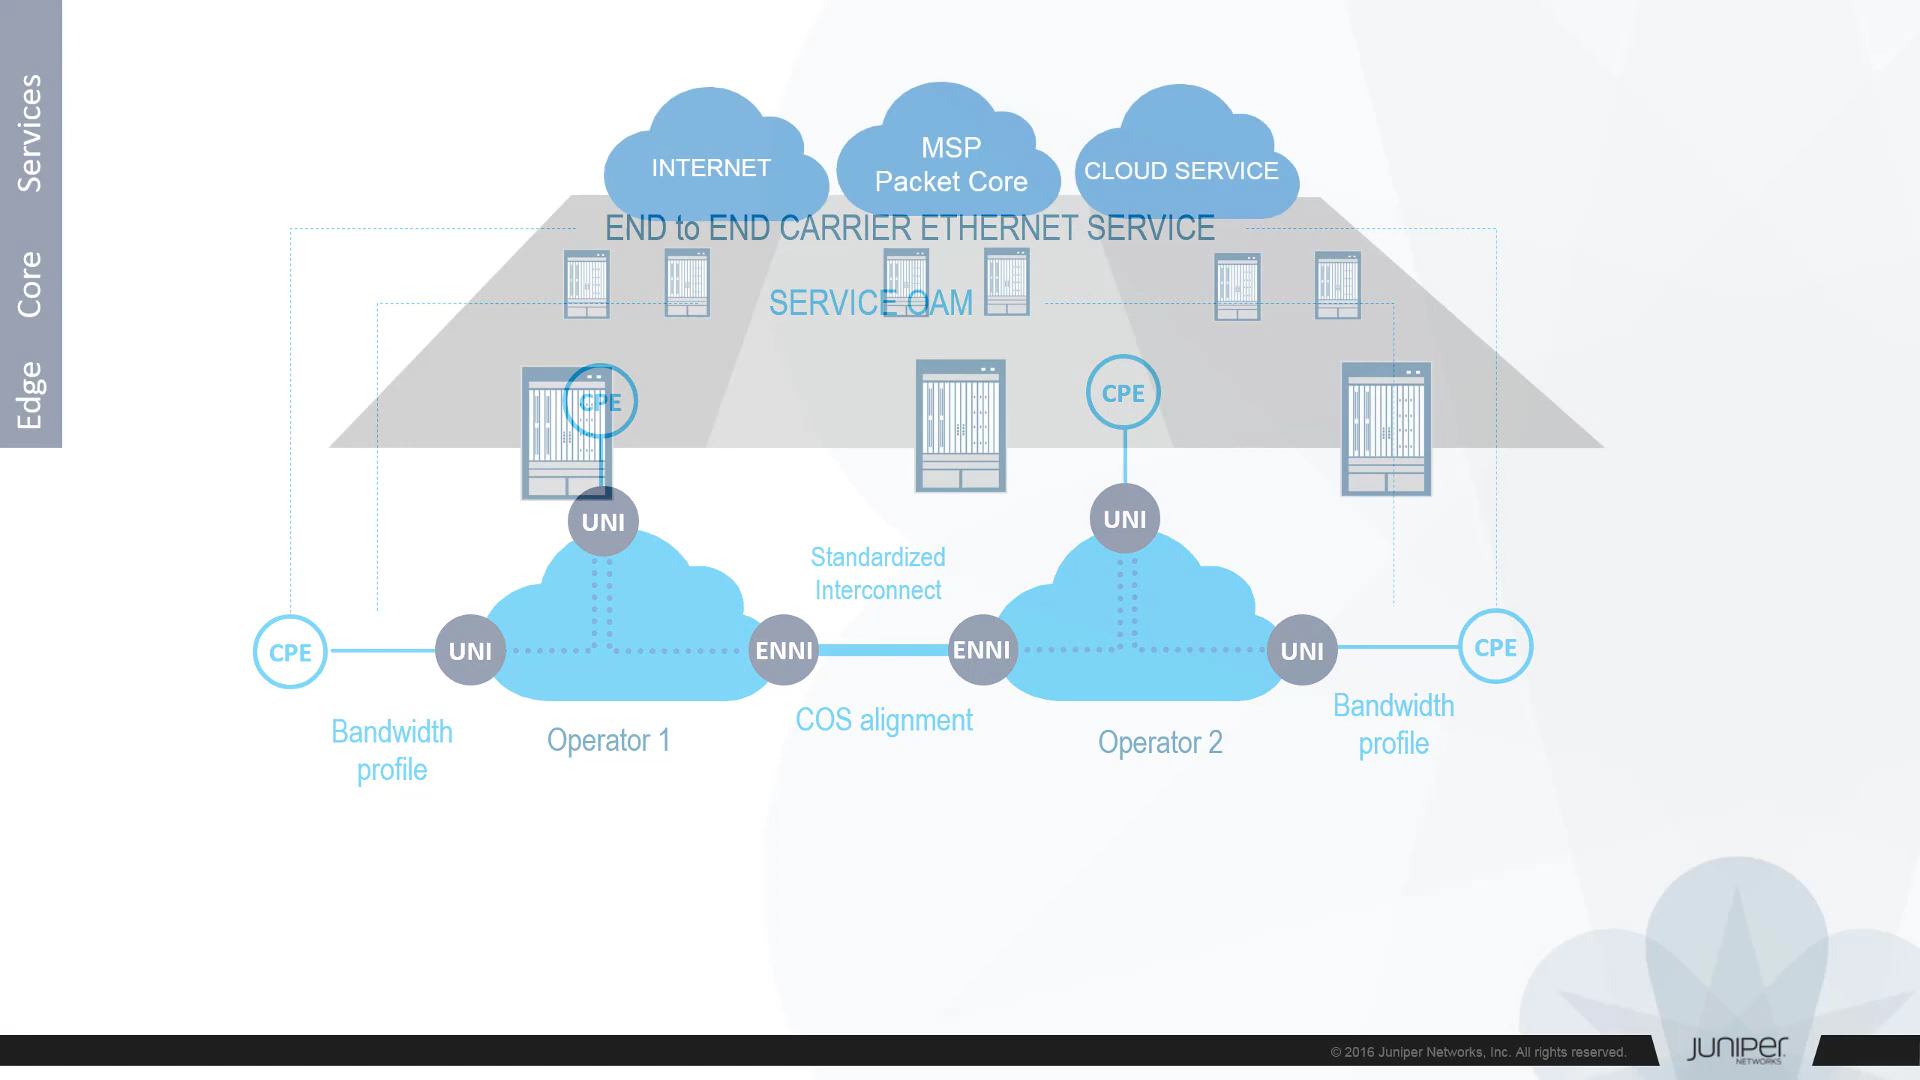 Services
Core
Edge
INTERNET
MSP
Packet Core
CLOUD SERVICE
END to END CARRIER ETHERNET SERVICE
SERVICE OAM
CPE
CPE
UNI
UNI
Standardized
Interconnect
CPE
UNI
ENNI
ENNI
UNI
CPE
Bandwidth
profile
Operator 1
COS alignment
Operator 2
Bandwidth
profile
© 2016 Juniper Networks, Inc. All rights reserved.
JUNIPER
NETWORKS